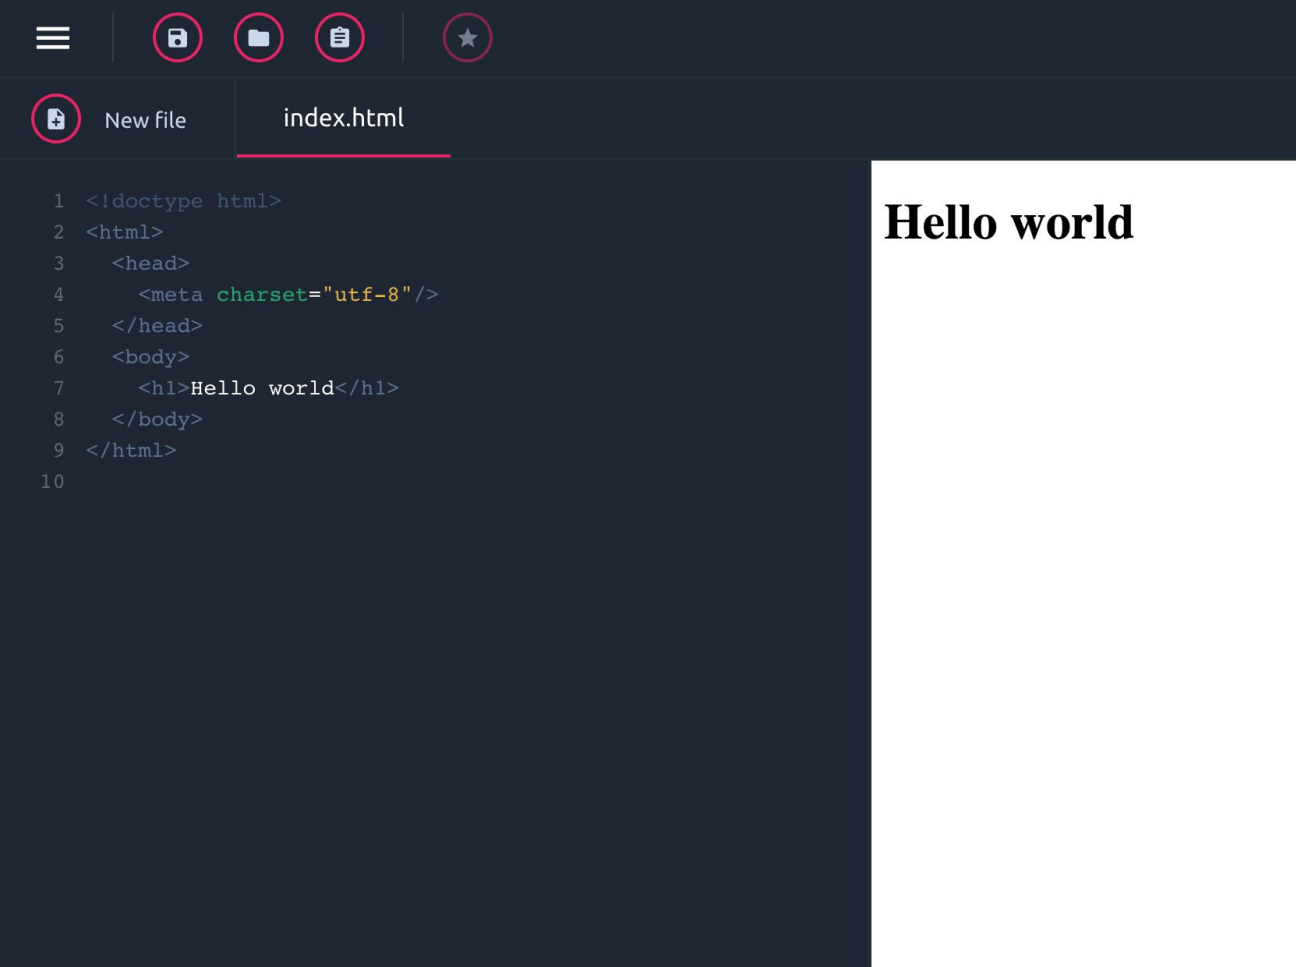 New file
index.html
1 <!doctype html>
2 <html>
3 <head>
4 <meta charset="utf-8"/>
5 </head>
6 <body>
7 <h1>Hello world</h1>
8 </body>
9 </html>
10
Hello world